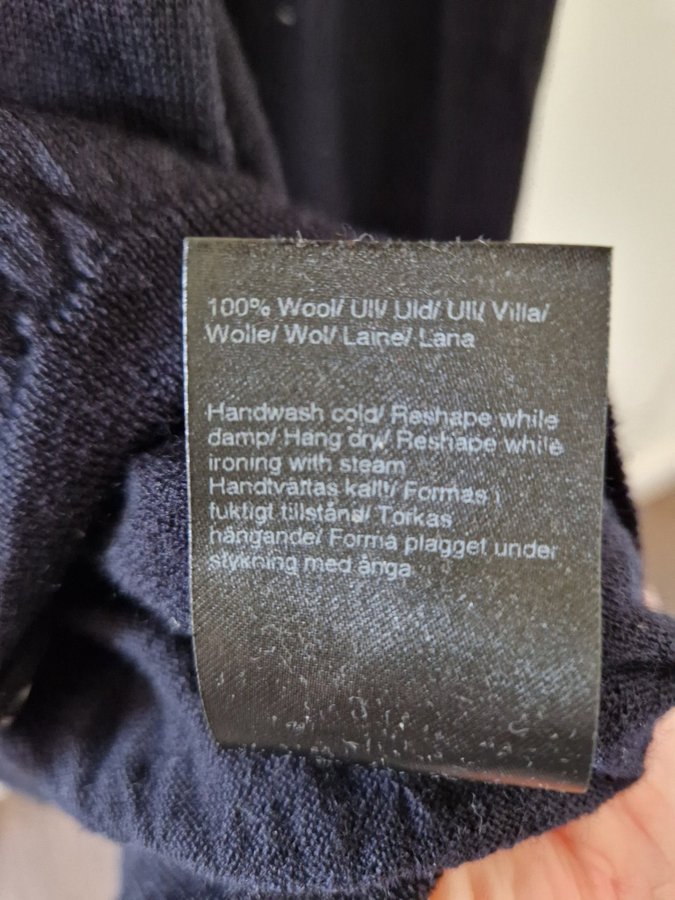 100% Wool/ Ull/ Uld/ Ull/ Villa/
Wolle/ Wol/ Laine/ Lana
Handwash cold/ Reshape while
damp/ Hang dry/ Reshape while
ironing with steam
Handtvättas kallt/ Formas i
fuktigt tillstånd/ Torkas
hängande/ Forma plagget under
strykning med ånga